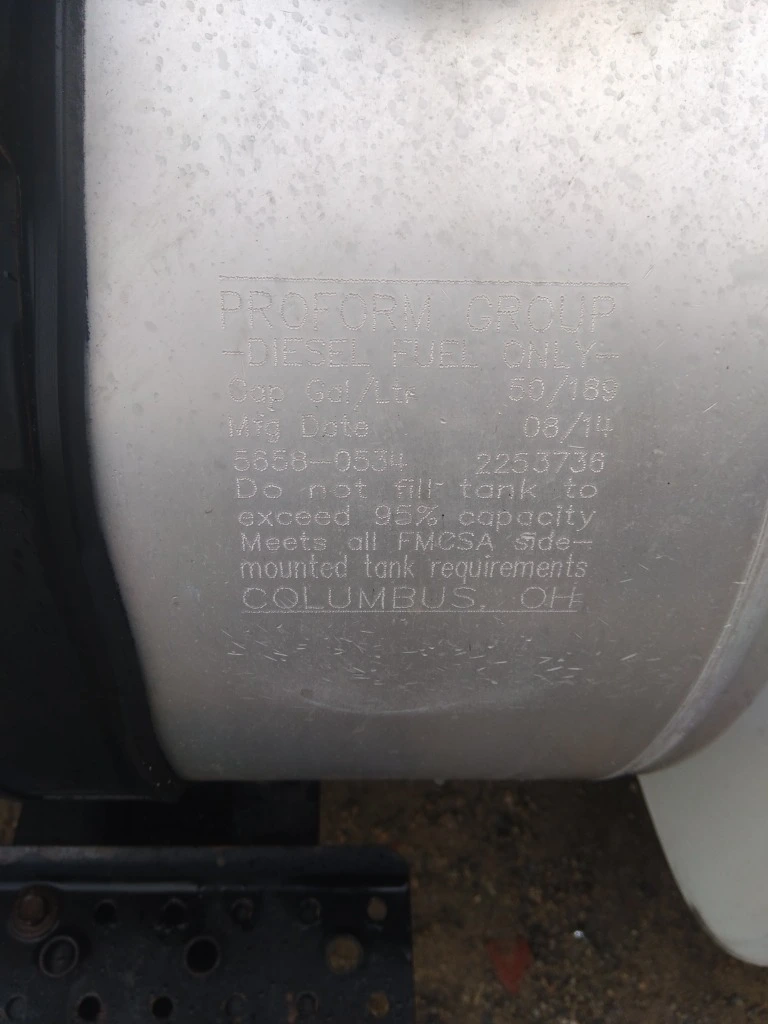 PROFORM GROUP
-DIESEL FUEL ONLY-
Cap Gal/Ltr 50/189
Mfg Date 08/14
5658-0534 2253736
Do not fill tank to
exceed 95% capacity
Meets all FMCSA side-
mounted tank requirements
COLUMBUS, OH